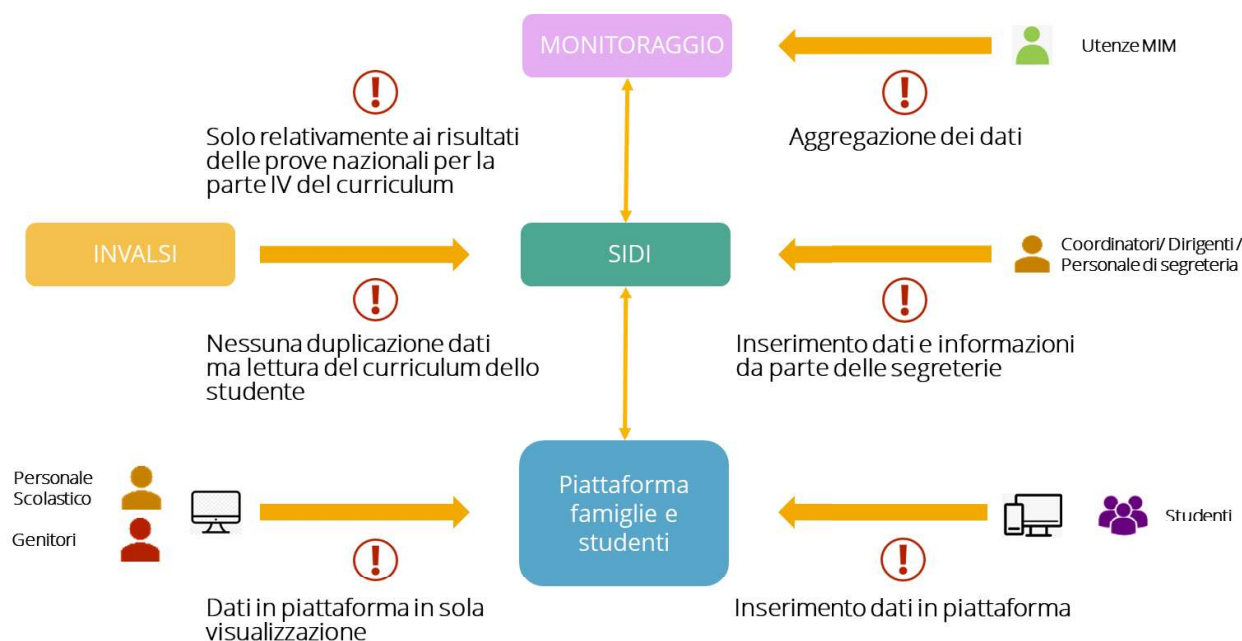 MONITORAGGIO
Utenze MIM
Solo relativamente ai risultati
delle prove nazionali per la
parte IV del curriculum
Aggregazione dei dati
INVALSI
SIDI
Coordinatori/ Dirigenti /
Personale di segreteria
Nessuna duplicazione dati
ma lettura del curriculum dello
studente
Inserimento dati e informazioni
da parte delle segreterie
Personale
Scolastico
Genitori
Piattaforma
famiglie e
studenti
Studenti
Dati in piattaforma in sola
visualizzazione
Inserimento dati in piattaforma